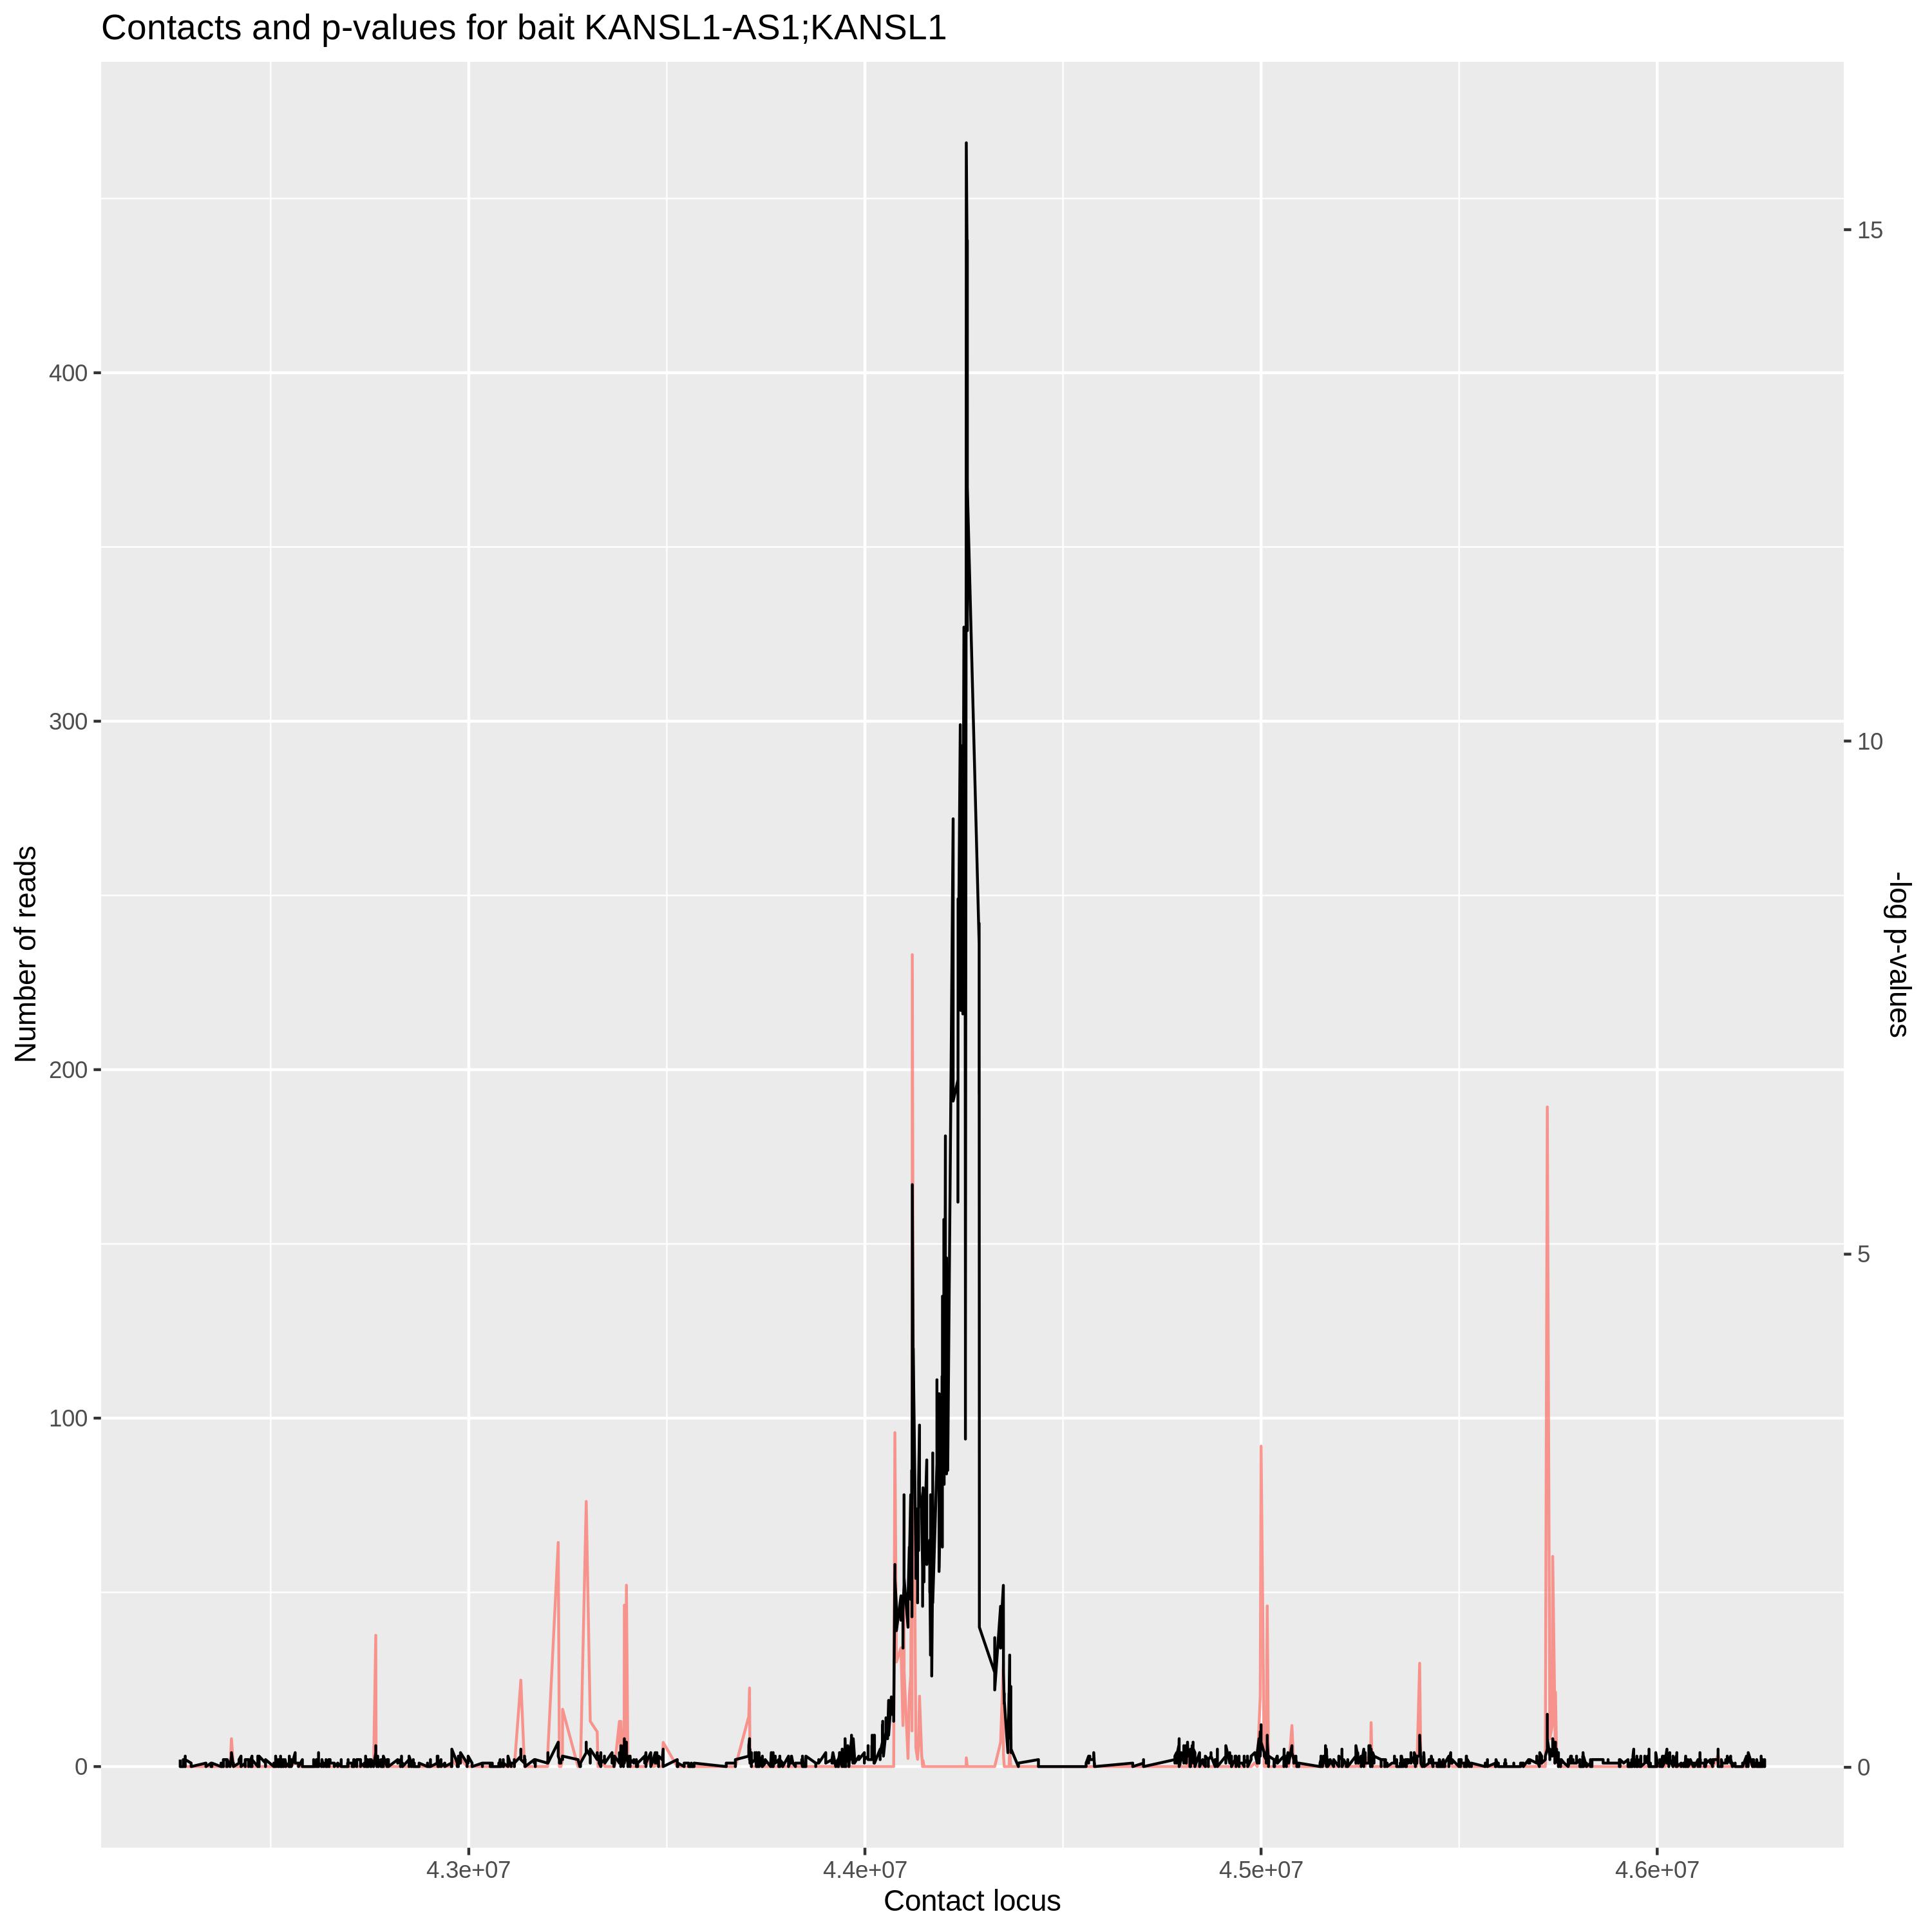 Contacts and p-values for bait KANSL1-AS1;KANSL1
Number of reads
400
300
200
100
0
15
10
5
0
-log p-values
4.3e+07
4.4e+07
4.5e+07
4.6e+07
Contact locus